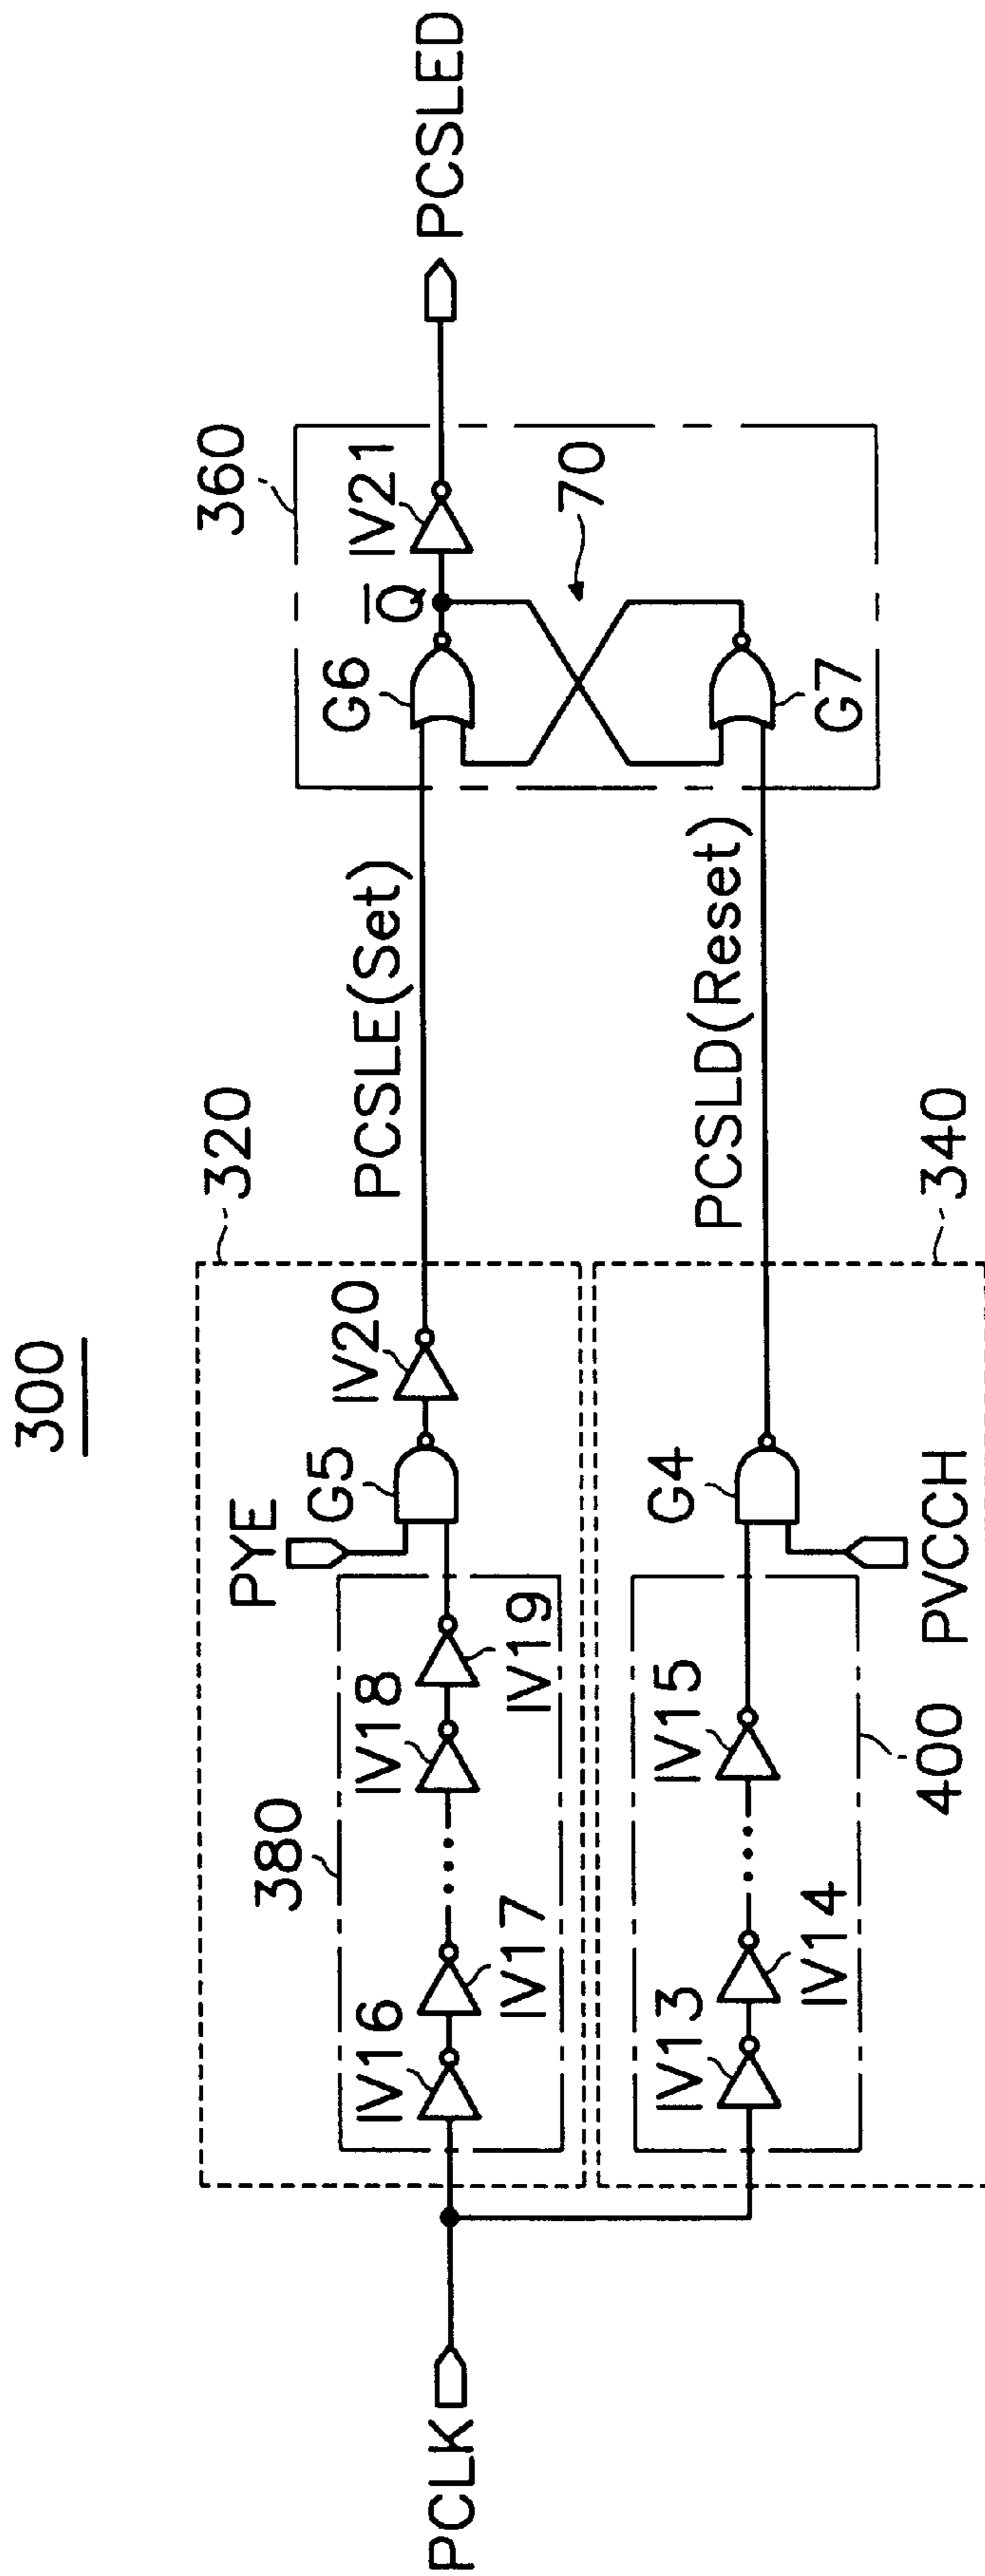 300
320
380
PYE
G5
IV20
IV16
IV17
IV18
IV19
PCLK
PCSLE(Set)
360
G6
Q̅
IV21
70
PCSLED
G7
PCSLD(Reset)
IV13
IV14
IV15
G4
400
PVCCH
340